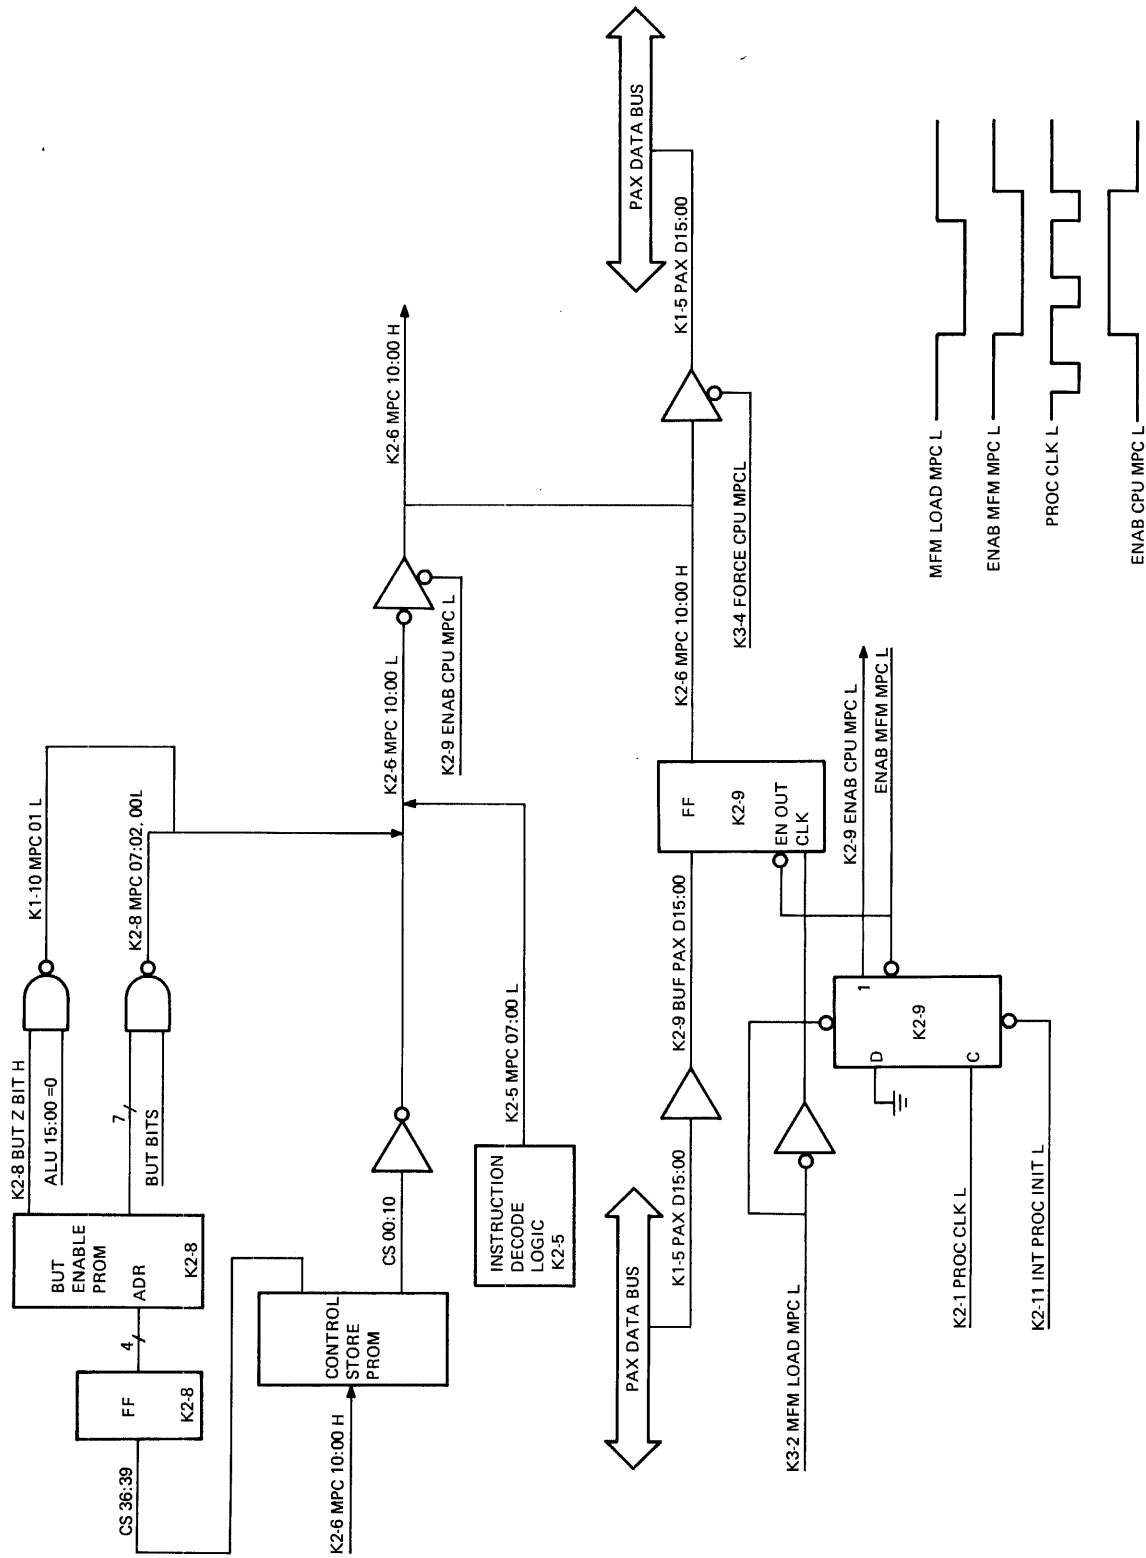 CS 36:39
FF
K2-8
4
BUT
ENABLE
PROM
ADR
K2-8
K2-8 BUT Z BIT H
ALU 15:00 =0
7
BUT BITS
K1-10 MPC 01 L
K2-8 MPC 07:02, 00L
K2-6 MPC 10:00 H
CONTROL
STORE
PROM
CS 00:10
K2-6 MPC 10:00 L
K2-9 ENAB CPU MPC L
K2-6 MPC 10:00 H
INSTRUCTION
DECODE
LOGIC
K2-5
K2-5 MPC 07:00 L
PAX DATA BUS
K1-5 PAX D15:00
K2-9 BUF PAX D15:00
FF
K2-9
EN OUT
CLK
K2-6 MPC 10:00 H
K3-4 FORCE CPU MPCL
K1-5 PAX D15:00
PAX DATA BUS
K3-2 MFM LOAD MPC L
K2-1 PROC CLK L
K2-11 INT PROC INIT L
D
C
K2-9
1
K2-9 ENAB CPU MPC L
ENAB MFM MPC L
MFM LOAD MPC L
ENAB MFM MPC L
PROC CLK L
ENAB CPU MPC L